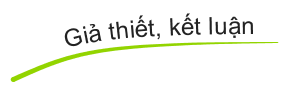 Giả thiết, kết luận